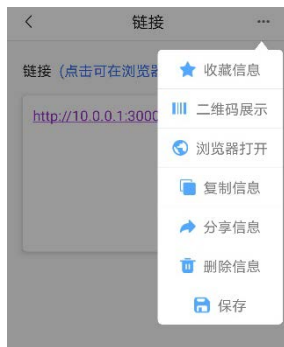 链接
链接 (点击可在浏览器
http://10.0.0.1:3000
收藏信息
二维码展示
浏览器打开
复制信息
分享信息
删除信息
保存